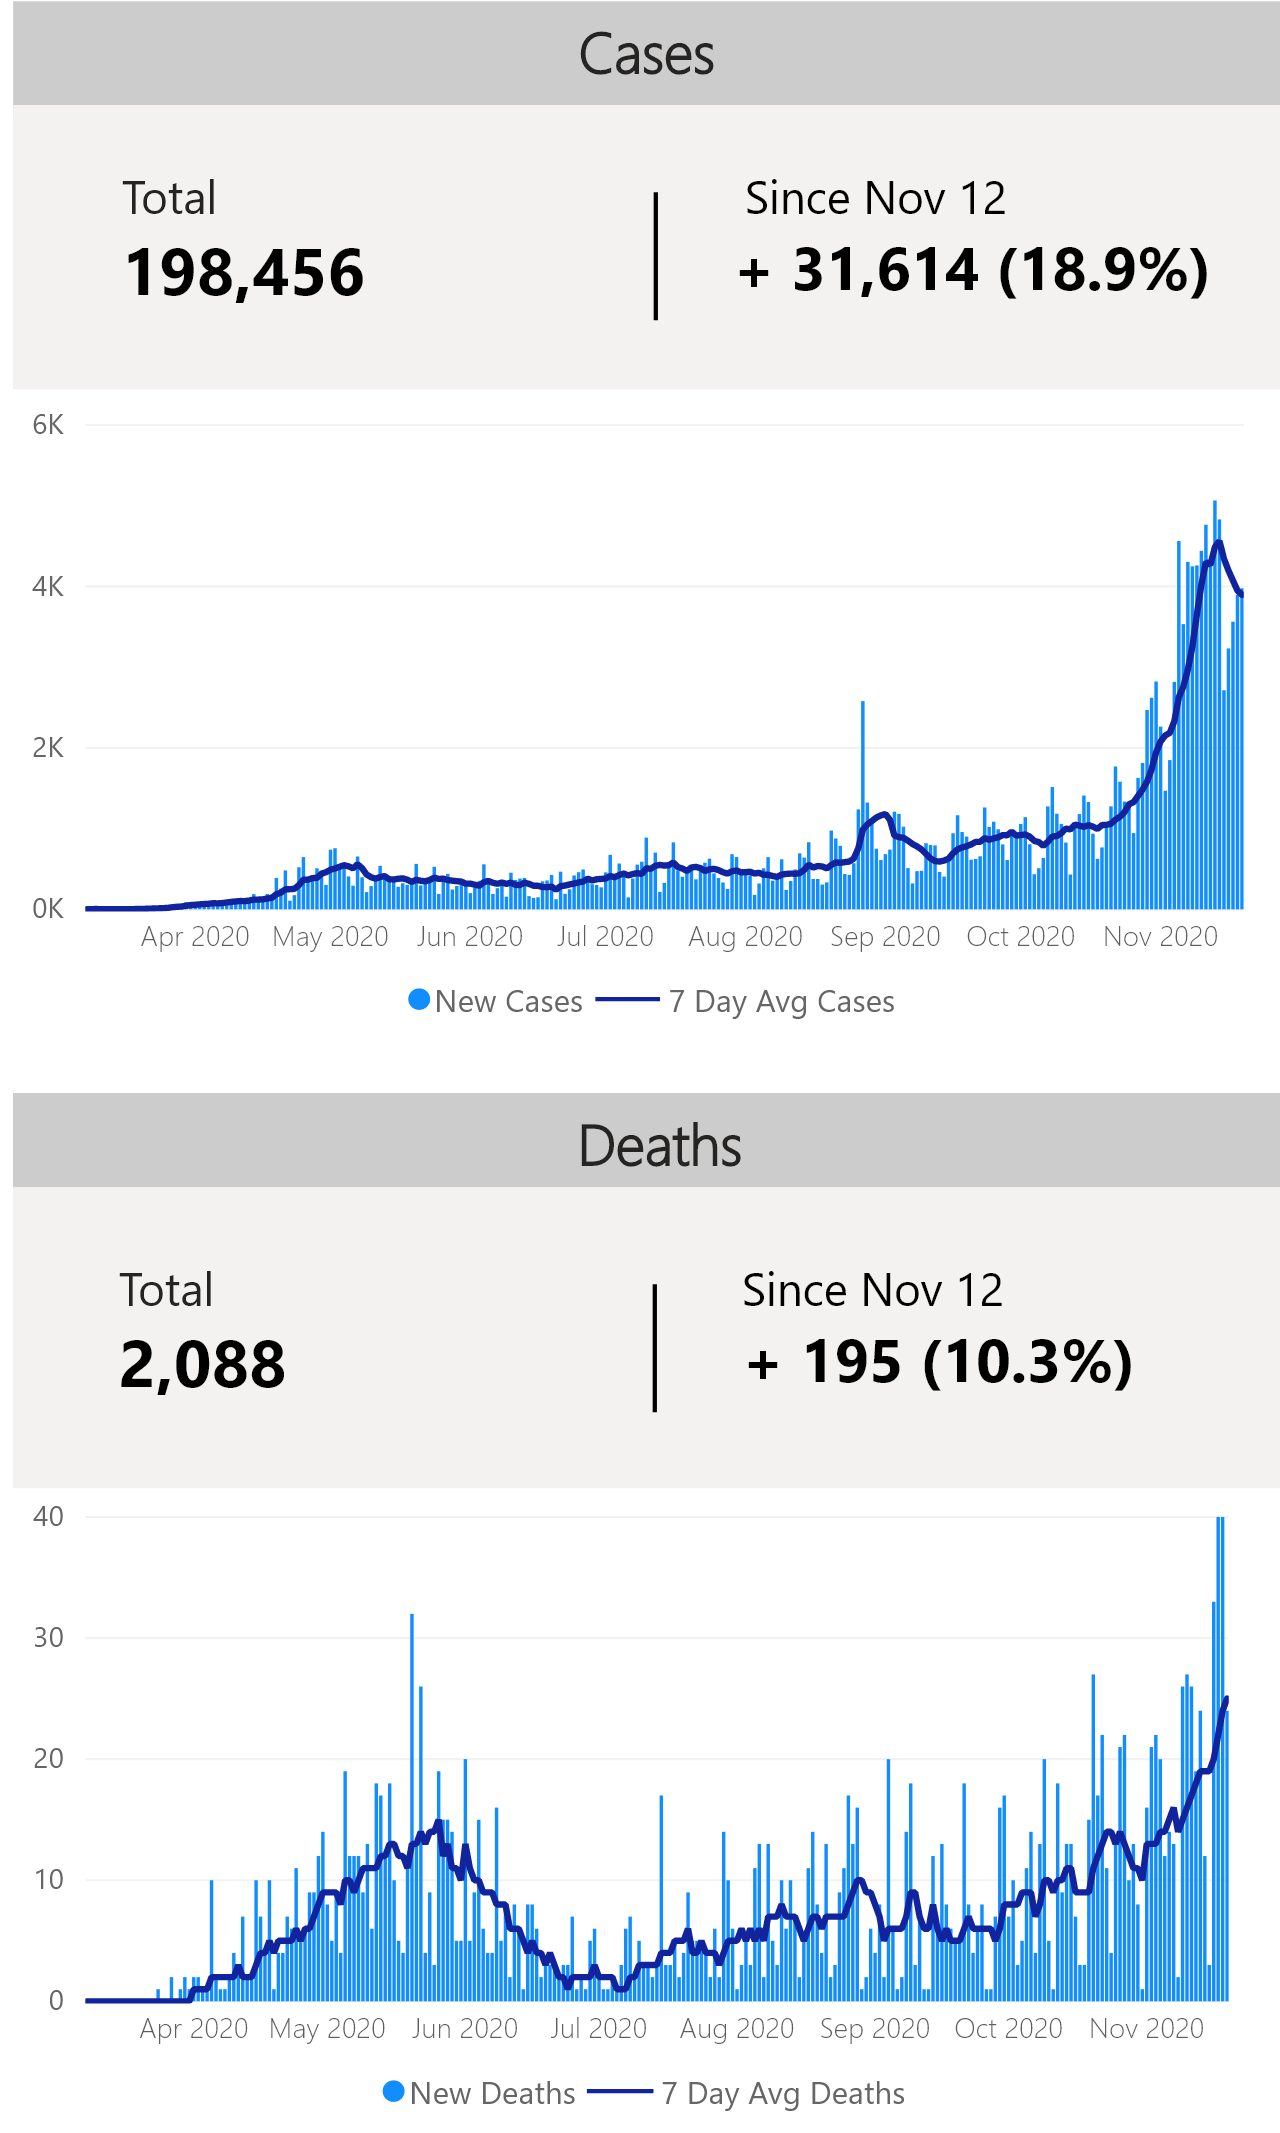 Cases
Total
Since Nov 12
198,456
+ 31,614 (18.9%)
6K
4K
2K
0K
Apr 2020 May 2020 Jun 2020 Jul 2020 Aug 2020 Sep 2020 Oct 2020 Nov 2020
New Cases 7 Day Avg Cases
Deaths
Total
Since Nov 12
2,088
+ 195 (10.3%)
40
30
20
10
0
Apr 2020 May 2020 Jun 2020 Jul 2020 Aug 2020 Sep 2020 Oct 2020 Nov 2020
New Deaths 7 Day Avg Deaths